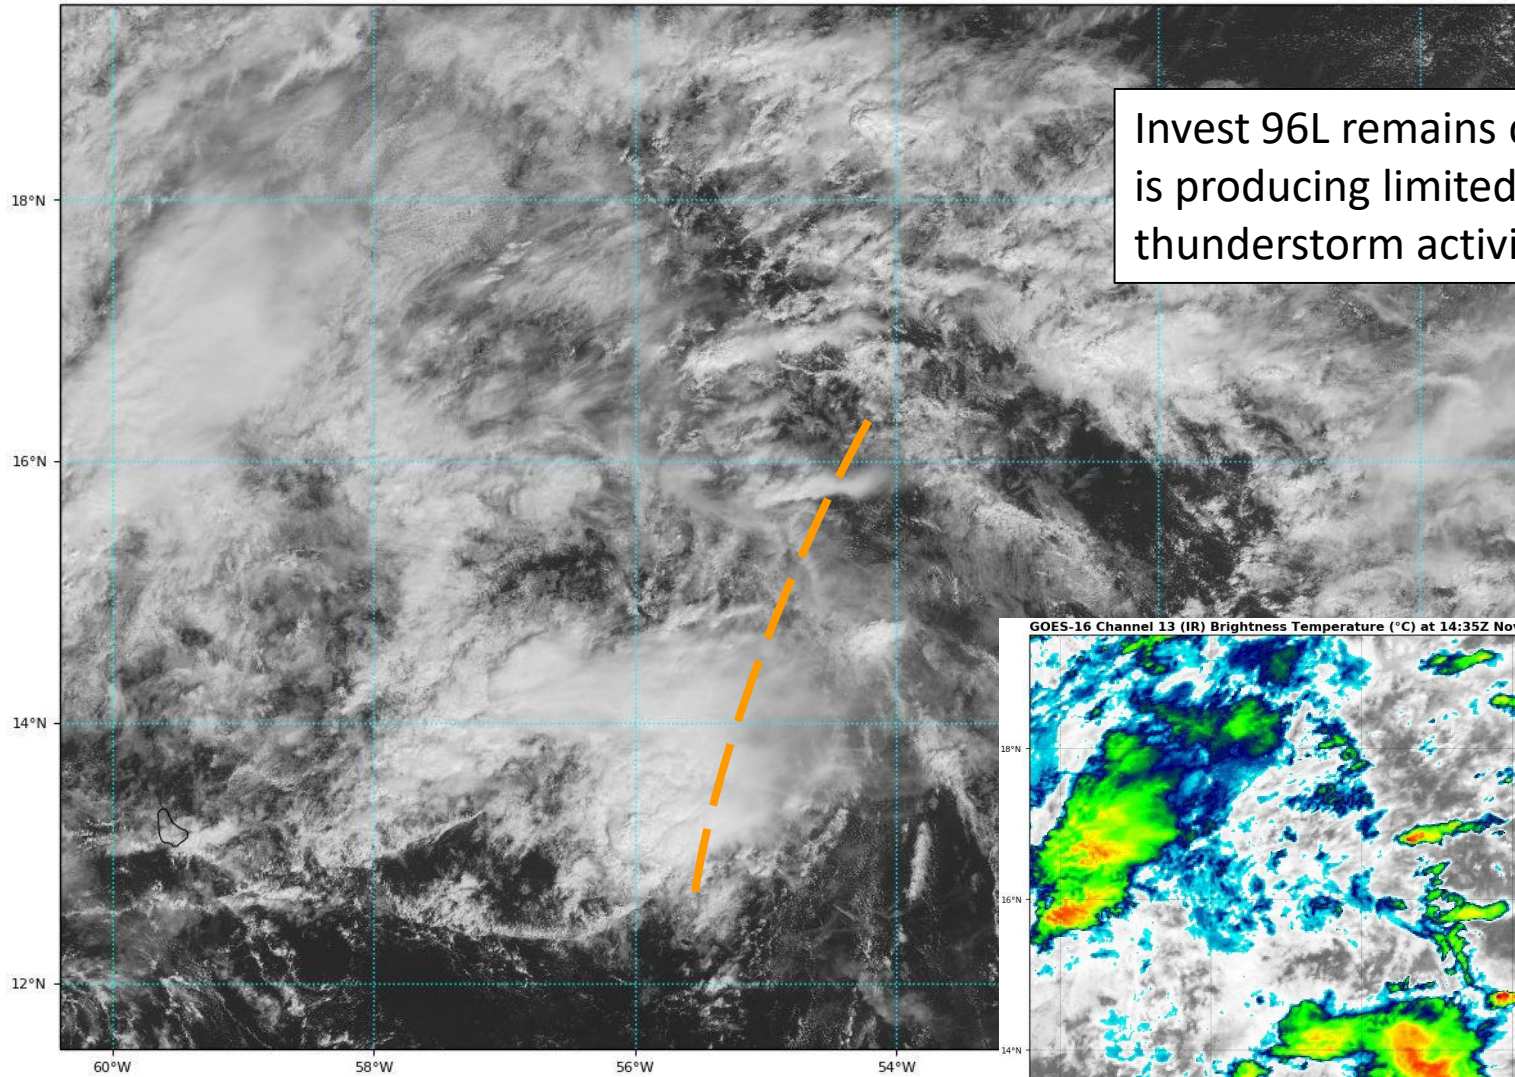 Invest 96L remains
is producing limited
thunderstorm
18°N
16°N
14°N
12°N
60°W
58°W
56°W
54°W
GOES-16 Channel 13 (IR) Brightness Temperature (°C) at 14:35Z
18°N
16°N
14°N